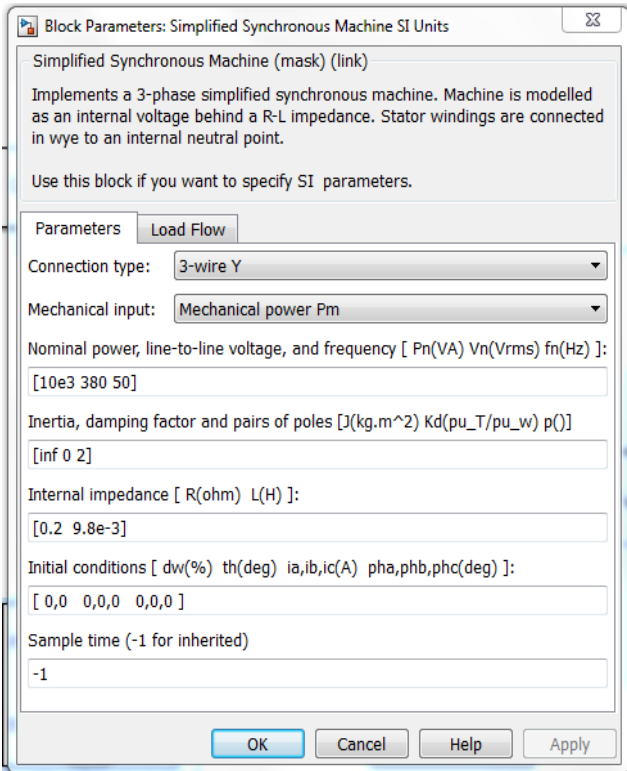 Block Parameters: Simplified Synchronous Machine SI Units
Simplified Synchronous Machine (mask) (link)
Implements a 3-phase simplified synchronous machine. Machine is modelled
as an internal voltage behind a R-L impedance. Stator windings are connected
in wye to an internal neutral point.
Use this block if you want to specify SI parameters.
Parameters Load Flow
Connection type: 3-wire Y
Mechanical input: Mechanical power Pm
Nominal power, line-to-line voltage, and frequency [ Pn(VA) Vn(Vrms) fn(Hz) ]:
[10e3 380 50]
Inertia, damping factor and pairs of poles [J(kg.m^2) Kd(pu_T/pu_w) p()]
[inf 0 2]
Internal impedance [ R(ohm) L(H) ]:
[0.2 9.8e-3]
Initial conditions [ dw(%) th(deg) ia,ib,ic(A) pha,phb,phc(deg) ]:
[ 0,0 0,0,0 0,0,0 ]
Sample time (-1 for inherited)
-1
OK Cancel Help Apply